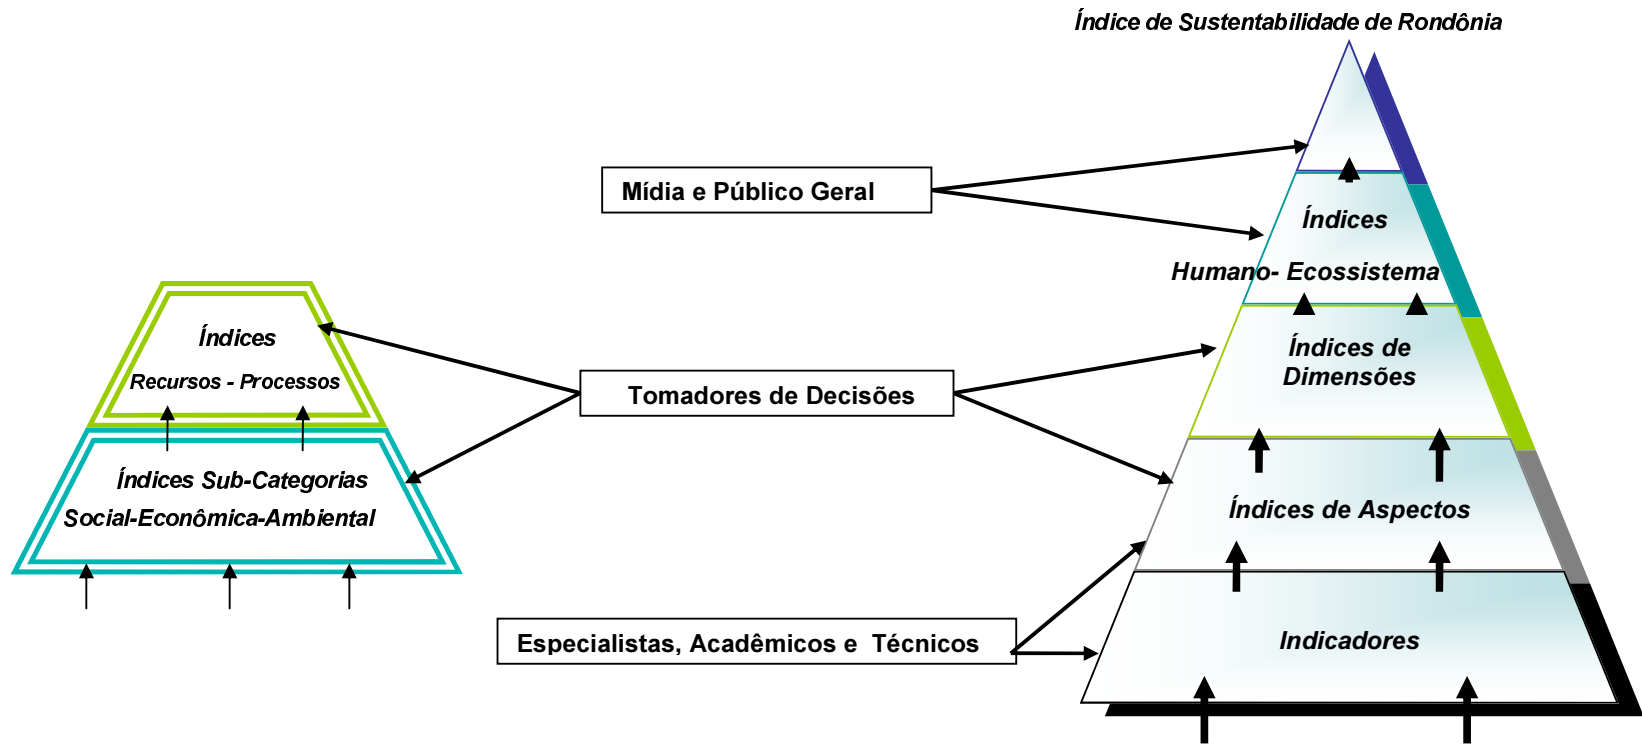 Índice de Sustentabilidade de Rondônia
Mídia e Público Geral
Índices
Humano- Ecossistema
Índices
Recursos - Processos
Tomadores de Decisões
Índices de
Dimensões
Índices Sub-Categorias
Social-Econômica-Ambiental
Índices de Aspectos
Especialistas, Acadêmicos e Técnicos
Indicadores